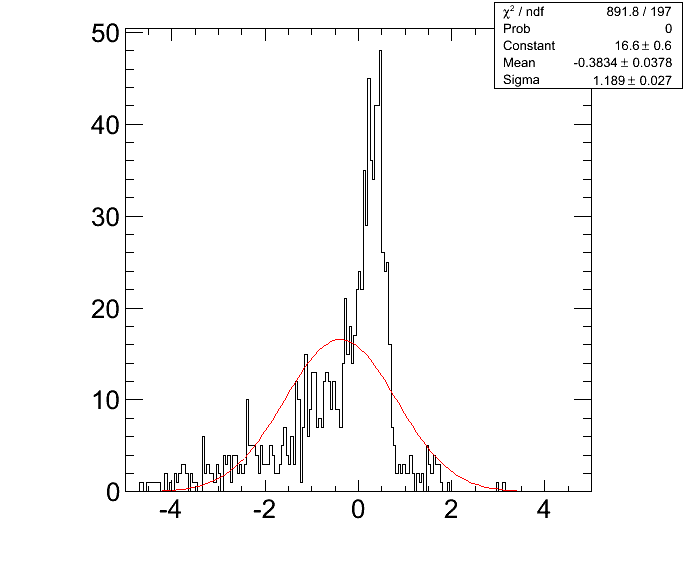 χ² / ndf 891.8 / 197
Prob 0
Constant 16.6 ± 0.6
Mean -0.3834 ± 0.0378
Sigma 1.189 ± 0.027
50
40
30
20
10
0
-4 -2 0 2 4